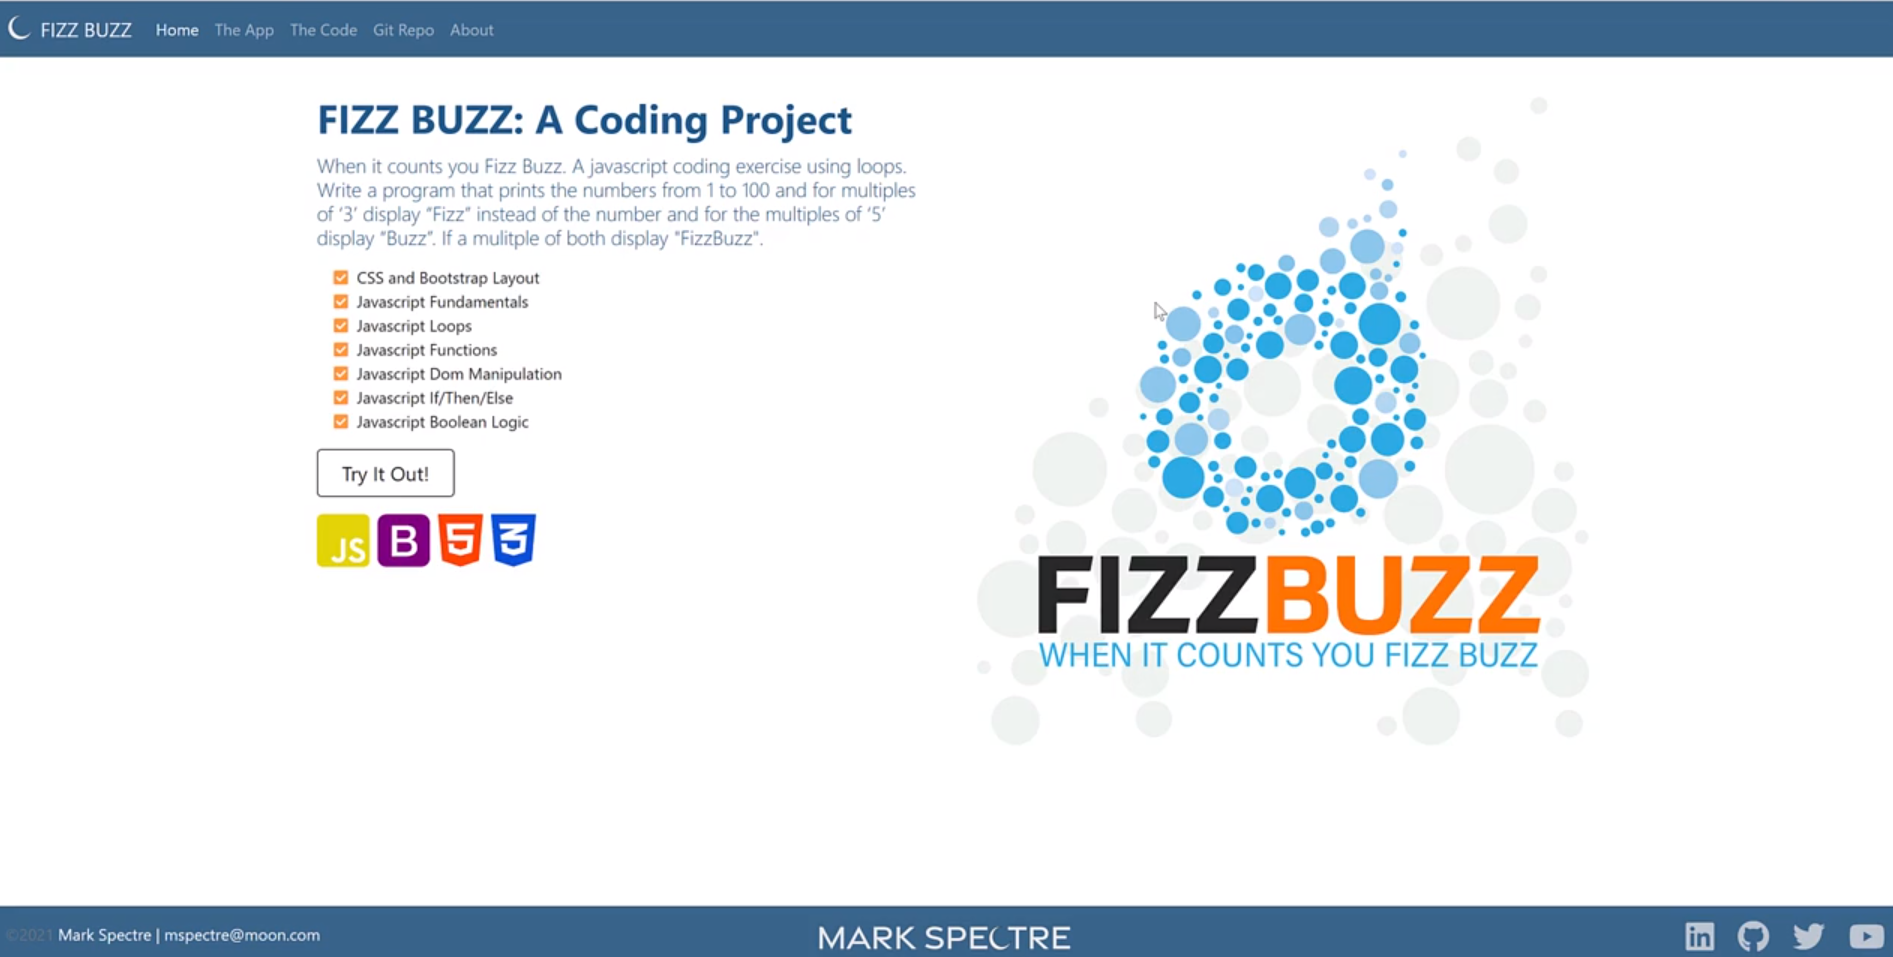 FIZZ BUZZ Home The App The Code Git Repo About
FIZZ BUZZ: A Coding Project
When it counts you Fizz Buzz. A javascript coding exercise using loops.
Write a program that prints the numbers from 1 to 100 and for multiples
of ‘3’ display “Fizz” instead of the number and for the multiples of ‘5’
display “Buzz”. If a mulitple of both display "FizzBuzz".
CSS and Bootstrap Layout
Javascript Fundamentals
Javascript Loops
Javascript Functions
Javascript Dom Manipulation
Javascript If/Then/Else
Javascript Boolean Logic
Try It Out!
JS B 5 3
FIZZBUZZ
WHEN IT COUNTS YOU FIZZ BUZZ
©2021 Mark Spectre | mspectre@moon.com
MARK SPECTRE
in